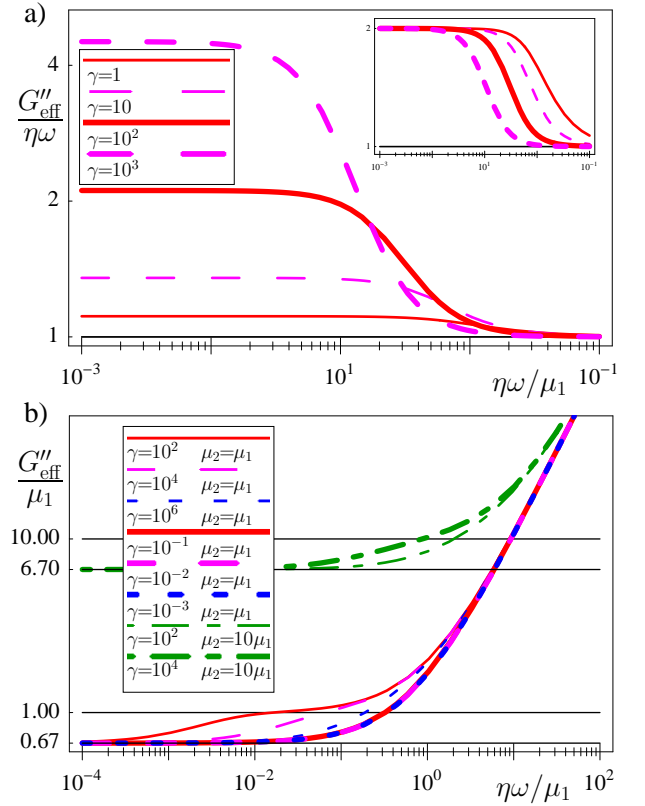 a)
G''eff
ηω
4
2
1
γ=1
γ=10
γ=10²
γ=10³
2
1
10⁻³
10¹
10⁻¹
10⁻³
10¹
10⁻¹
ηω/μ₁
b)
G''eff
μ₁
10.00
6.70
1.00
0.67
γ=10² μ₂=μ₁
γ=10⁴ μ₂=μ₁
γ=10⁶ μ₂=μ₁
γ=10⁻¹ μ₂=μ₁
γ=10⁻² μ₂=μ₁
γ=10⁻³ μ₂=μ₁
γ=10² μ₂=10μ₁
γ=10⁴ μ₂=10μ₁
10⁻⁴
10⁻²
10⁰
10²
ηω/μ₁